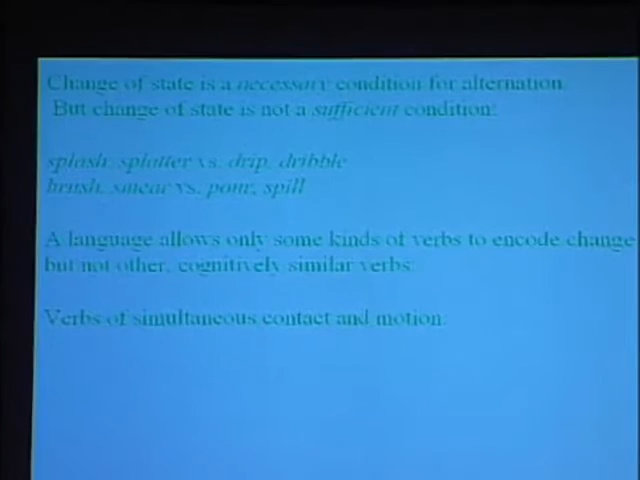 Change of state is a necessary condition for alternation.
But change of state is not a sufficient condition:
splash, splatter vs. drip, dribble
brush, smear vs. pour, spill
A language allows only some kinds of verbs to encode change
but not other, cognitively similar verbs:
Verbs of simultaneous contact and motion: